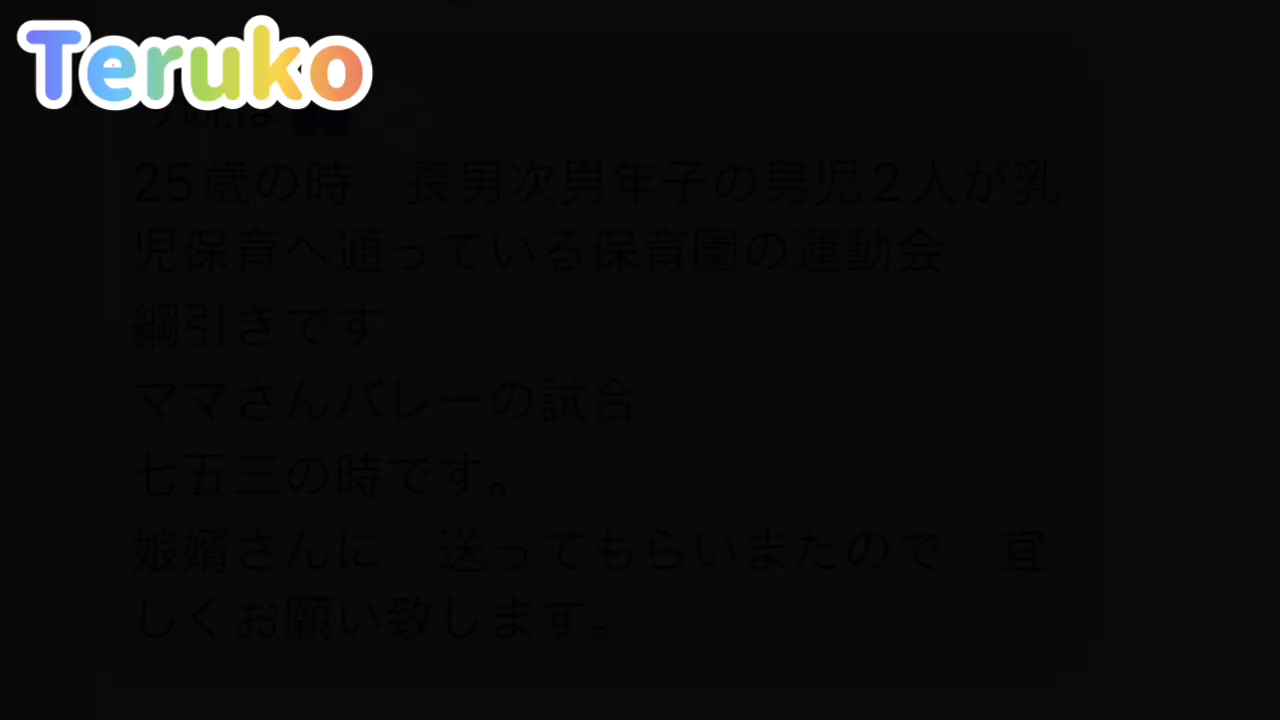 Teruko
今晩は
25歳の時　長男次男年子の男児２人が乳
児保育へ通っている保育園の運動会
綱引きです
ママさんバレーの試合
七五三の時です。
娘婿さんに　送ってもらいまたので　宜
しくお願い致します。